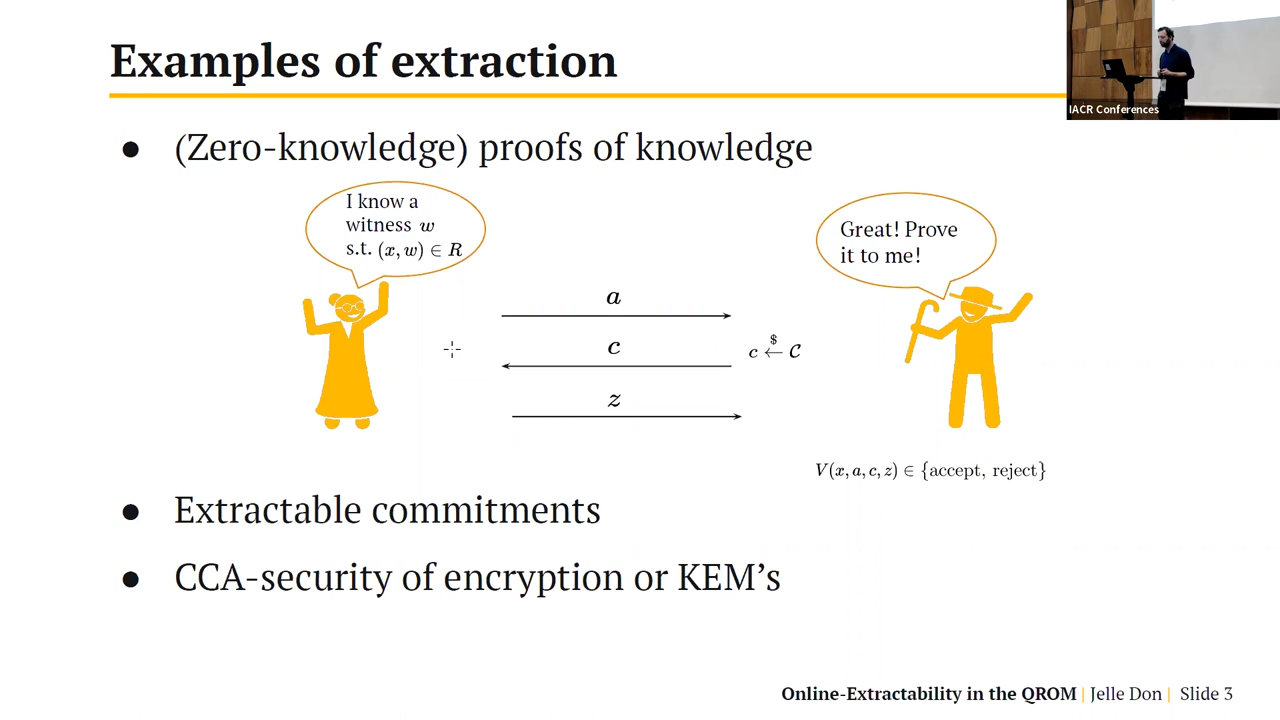 Examples of extraction
IACR Conferences
● (Zero-knowledge) proofs of knowledge
I know a
witness w
s.t. (x, w) ∈ R
Great! Prove
it to me!
a
c
c $← 𝒞
z
V(x, a, c, z) ∈ {accept, reject}
● Extractable commitments
● CCA-security of encryption or KEM’s
Online-Extractability in the QROM | Jelle Don | Slide 3